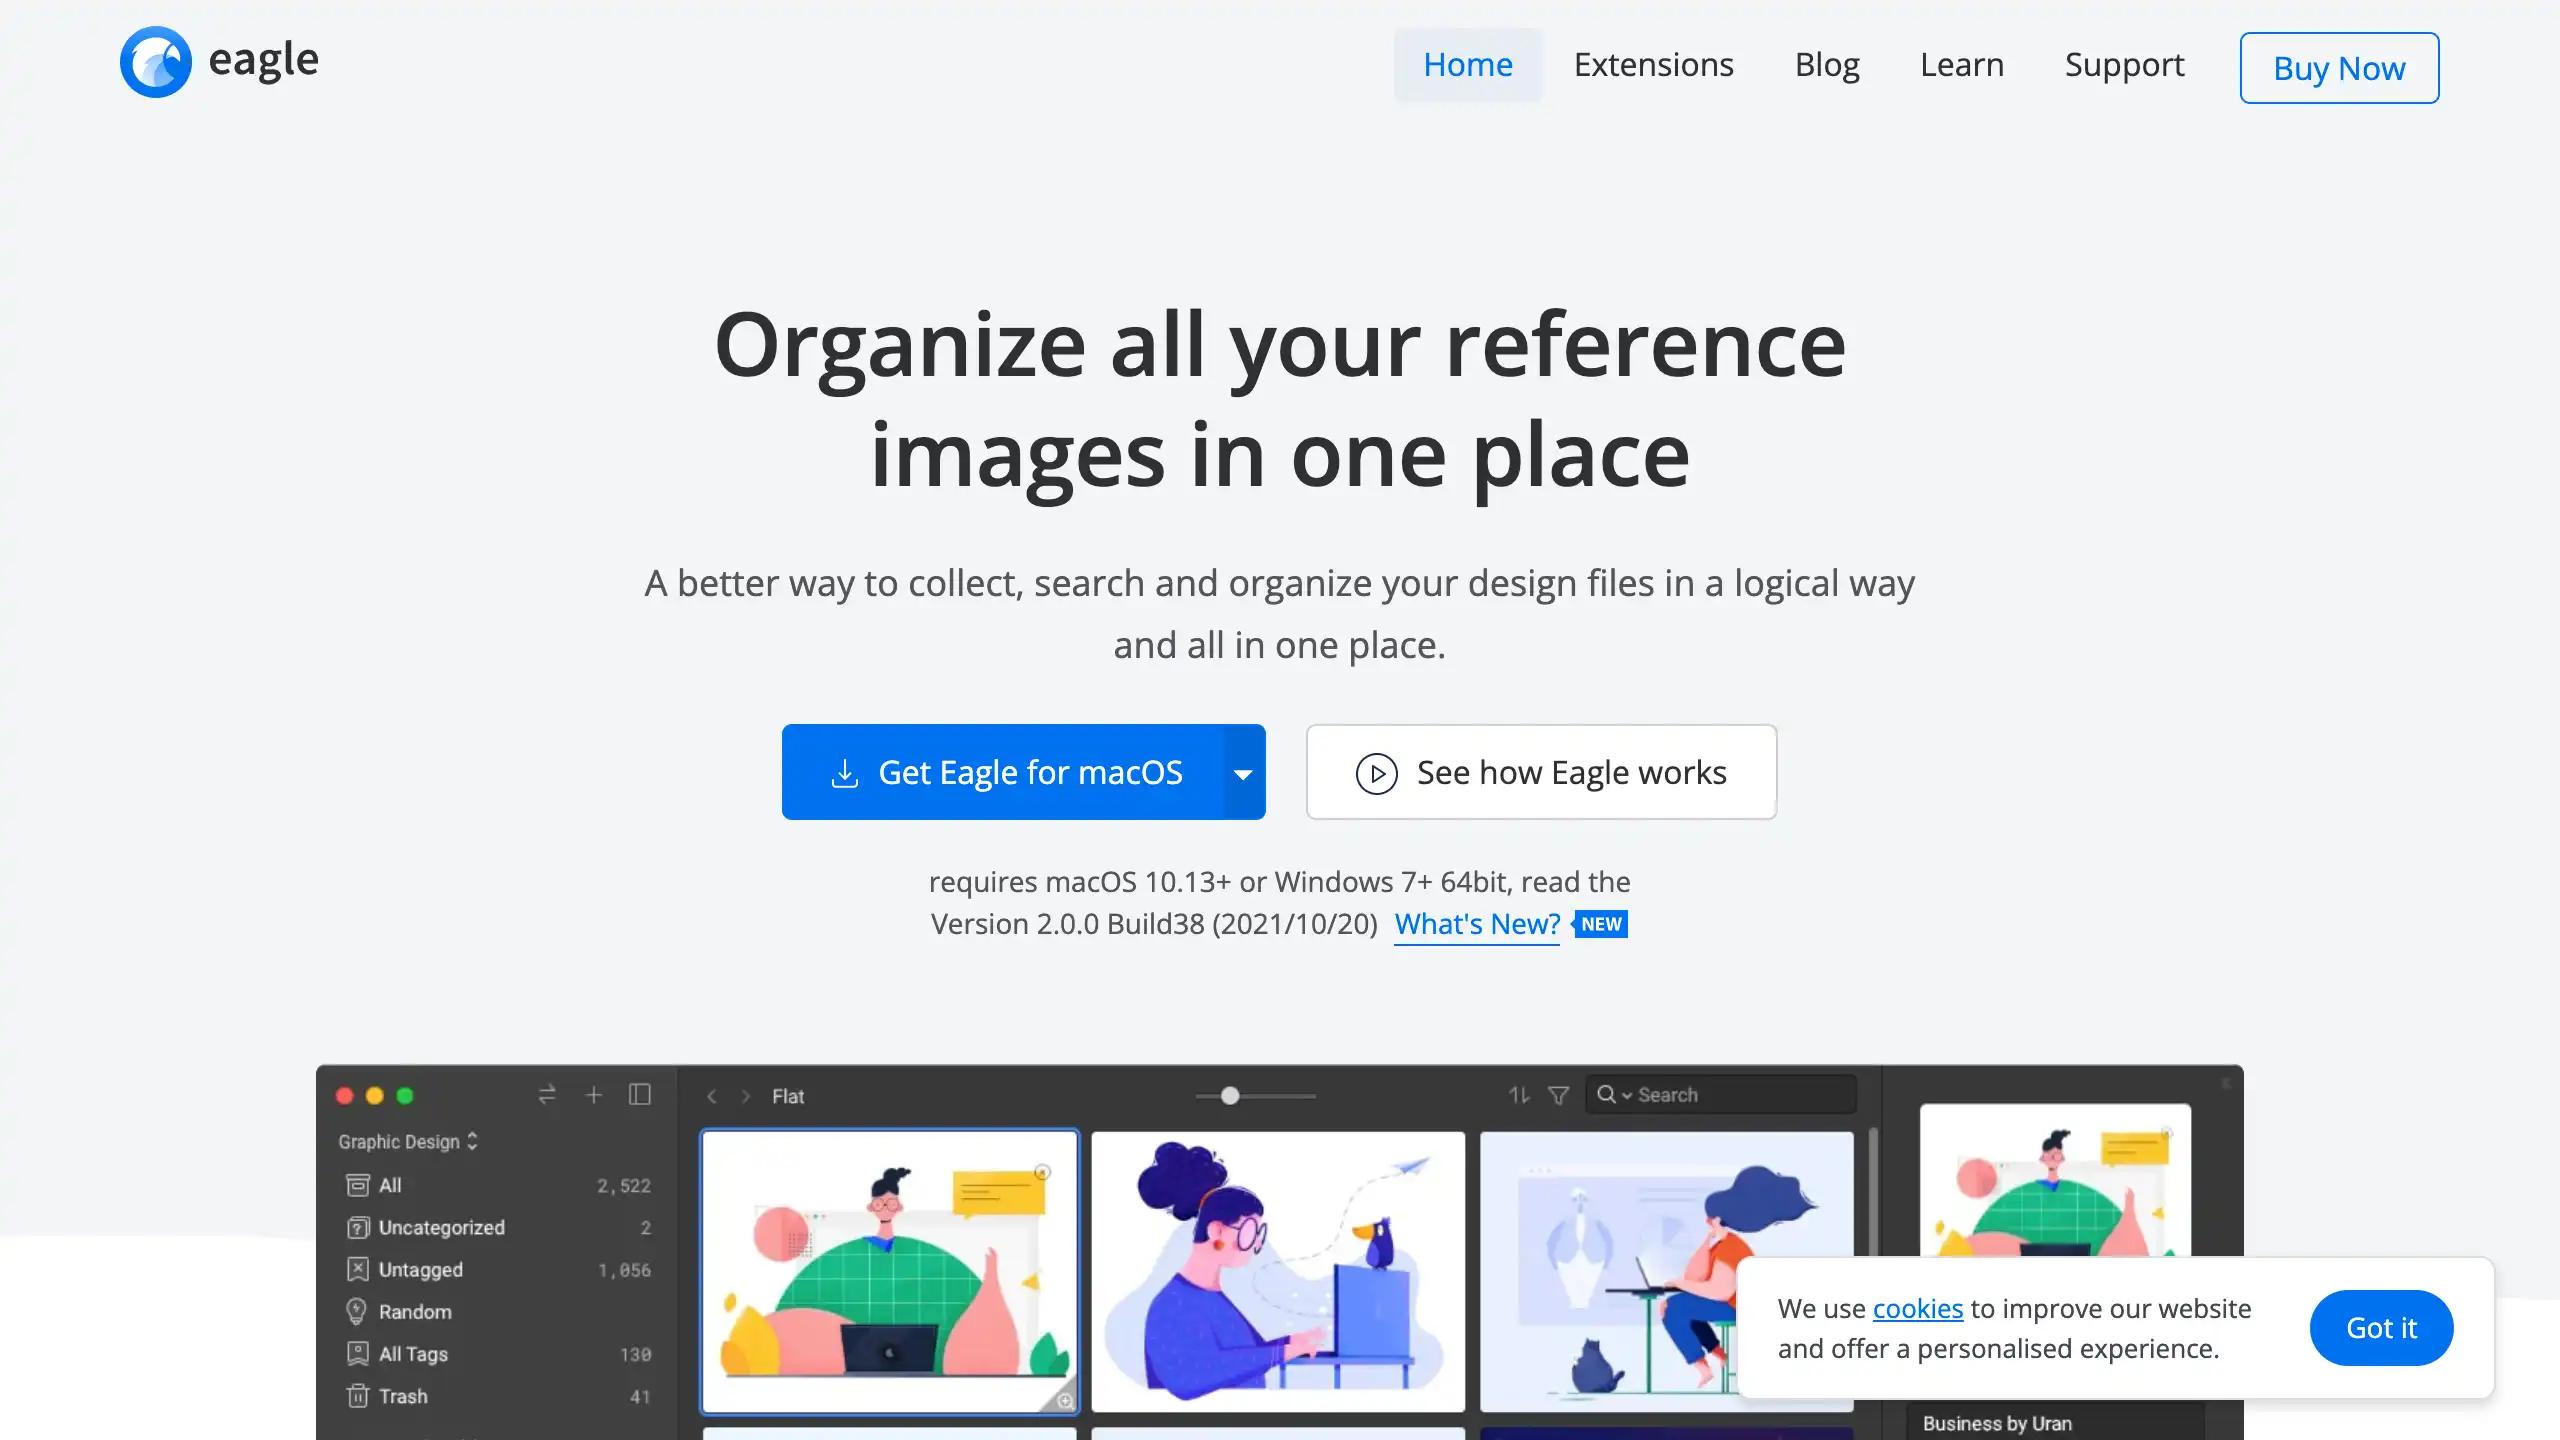 eagle
Home
Extensions
Blog
Learn
Support
Buy Now
Organize all your reference
images in one place
A better way to collect, search and organize your design files in a logical way
and all in one place.
Get Eagle for macOS
See how Eagle works
requires macOS 10.13+ or Windows 7+ 64bit, read the
Version 2.0.0 Build38 (2021/10/20) What's New? NEW
Flat
Search
Graphic Design
All 2,522
Uncategorized 2
Untagged 1,056
Random
All Tags 130
Trash 41
We use cookies to improve our website
and offer a personalised experience.
Got it
Business by Uran